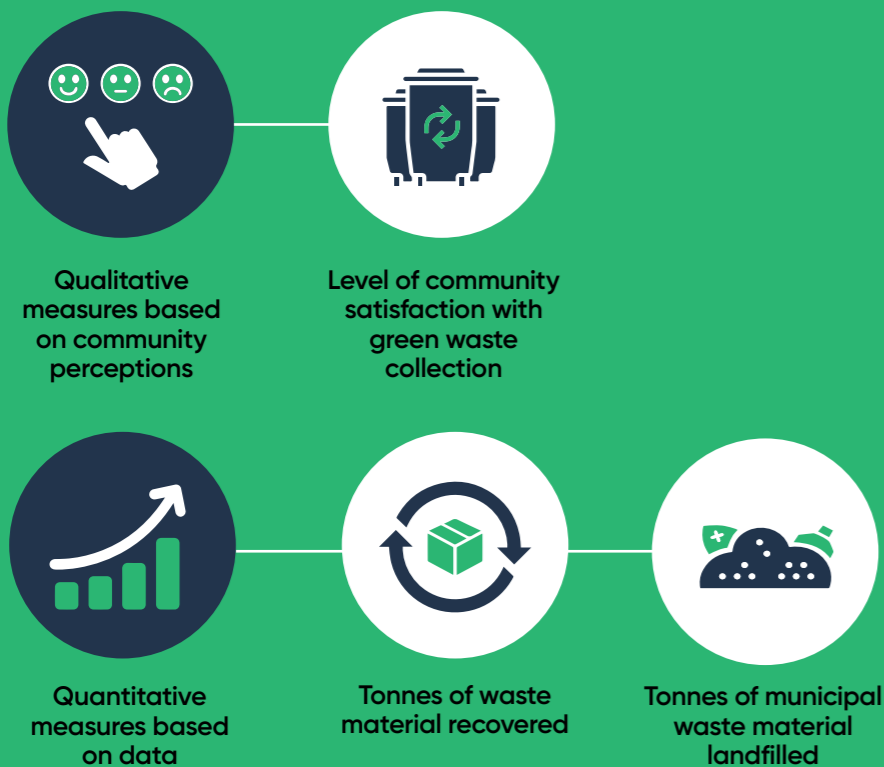 Qualitative
measures based
on community
perceptions
Level of community
satisfaction with
green waste
collection
Quantitative
measures based
on data
Tonnes of waste
material recovered
Tonnes of municipal
waste material
landfilled